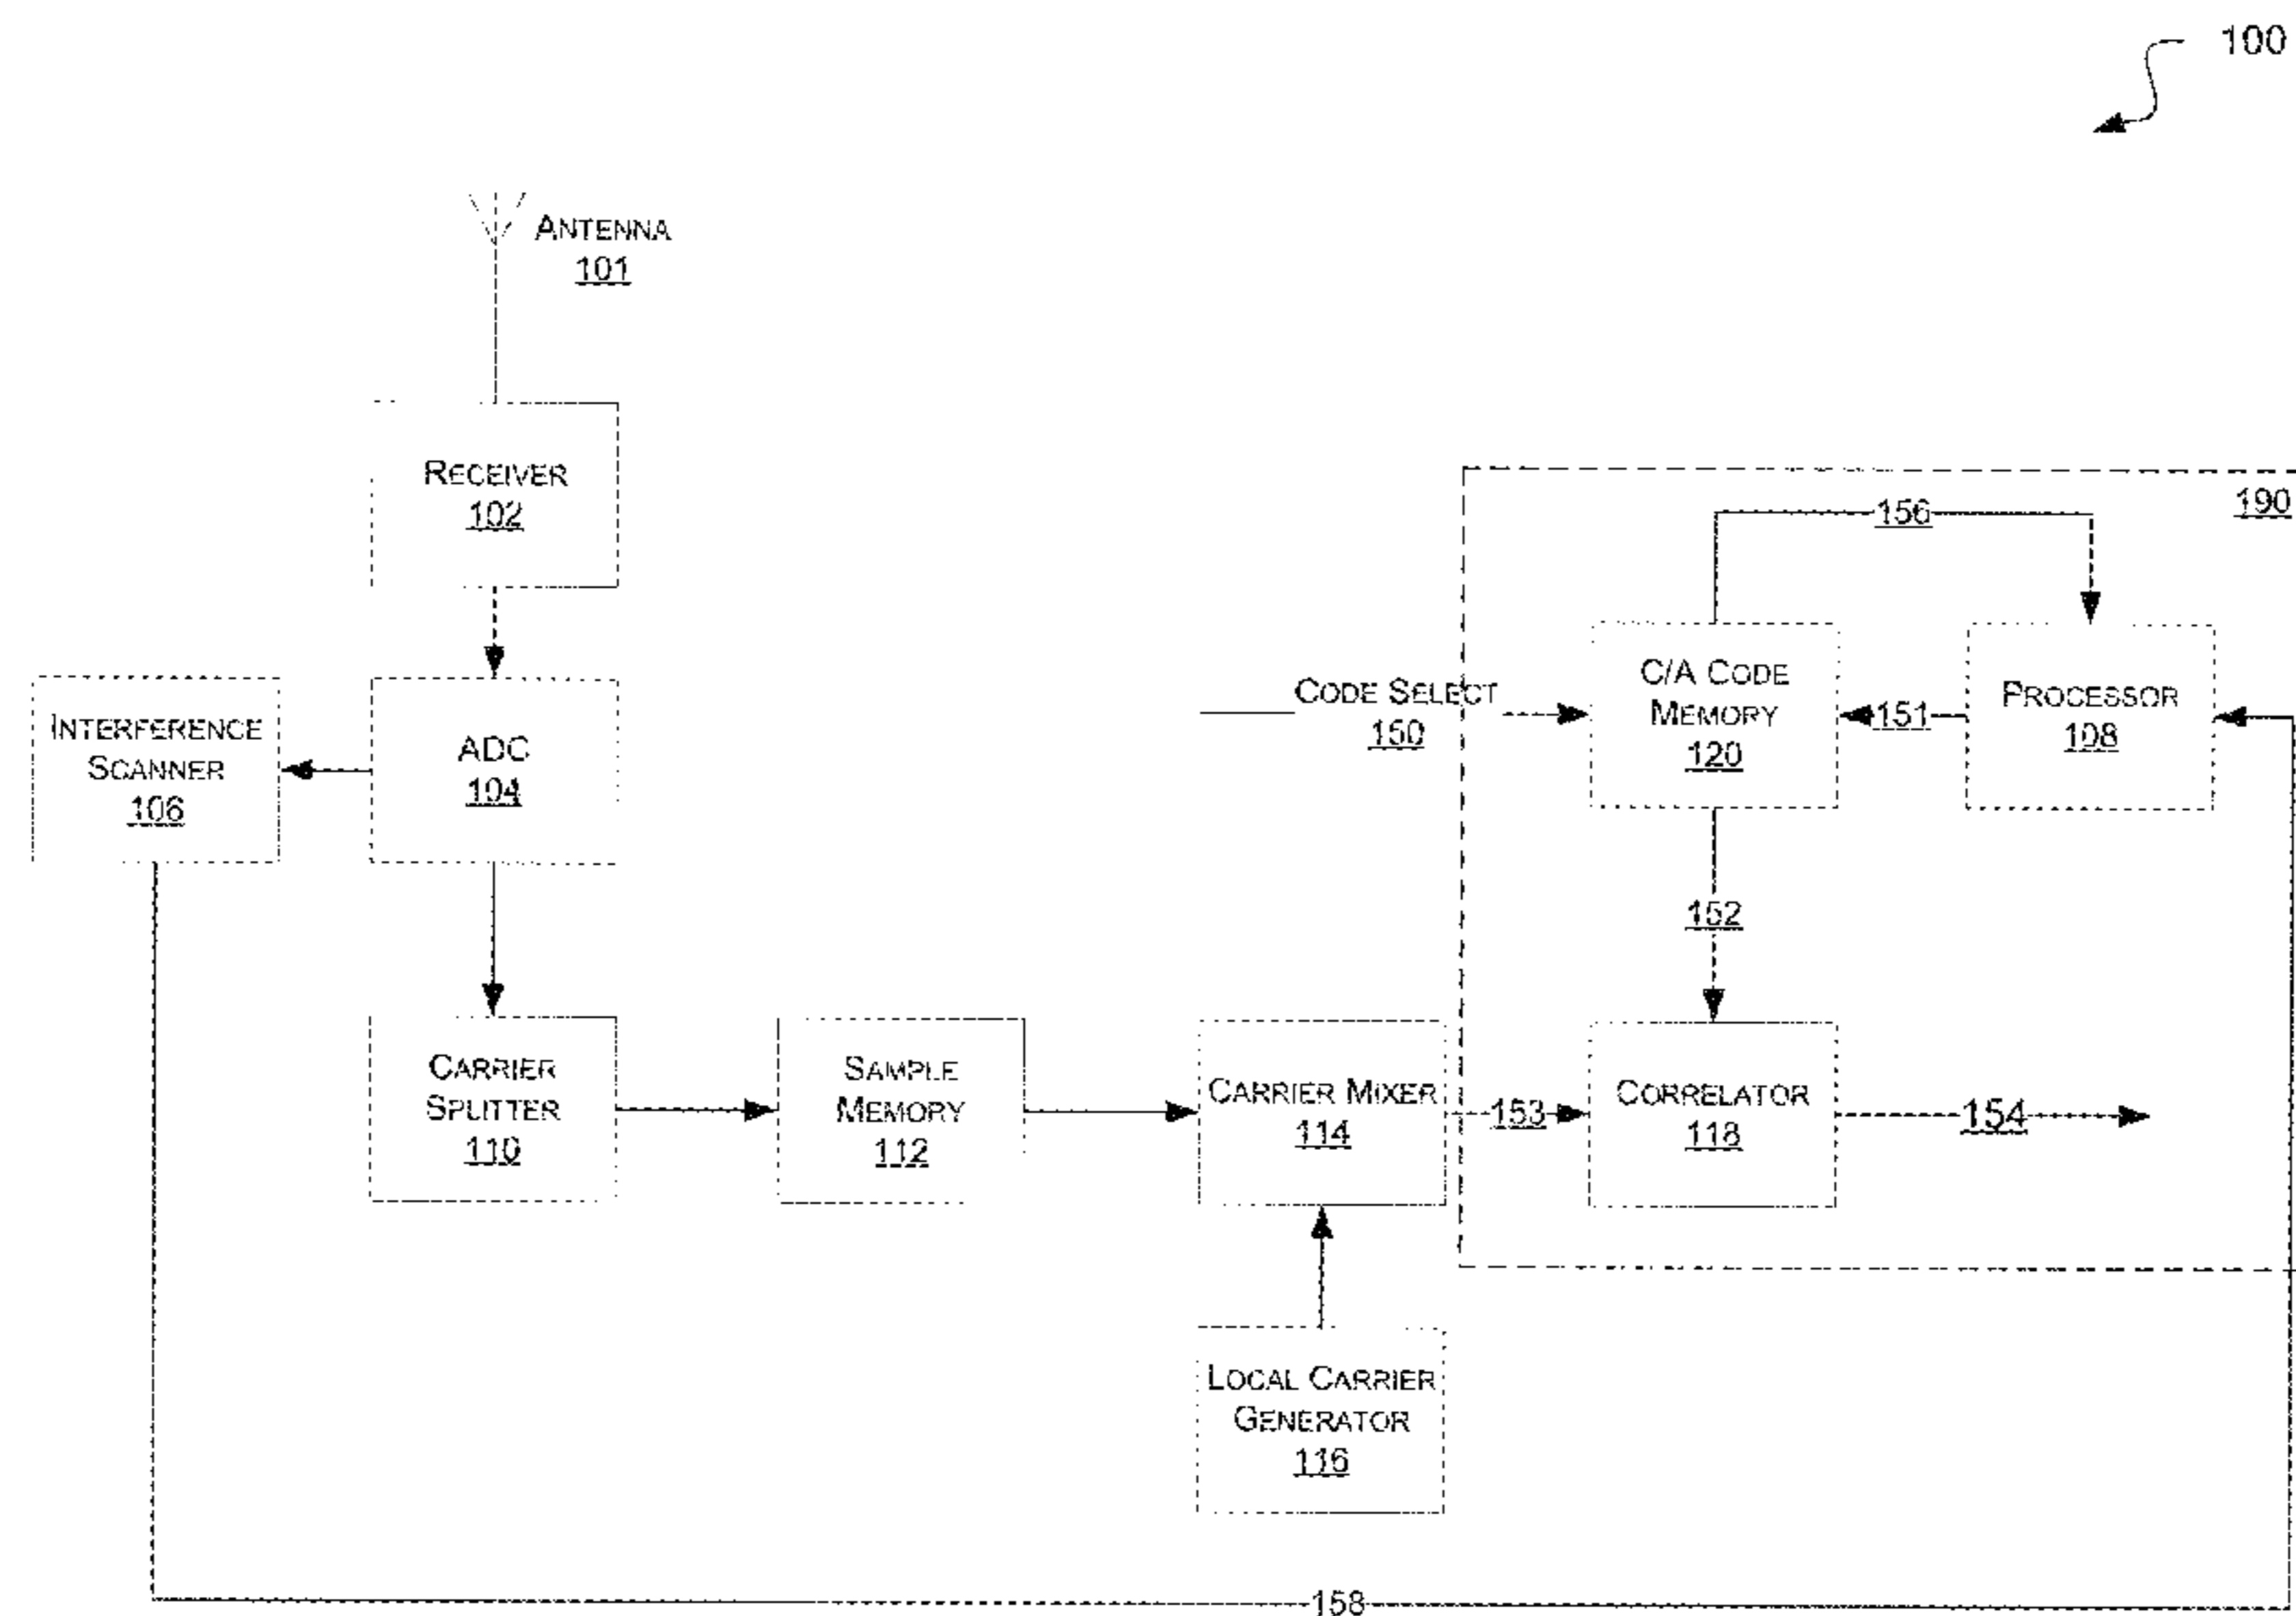 100
ANTENNA
101
RECEIVER
102
190
156
INTERFERENCE
SCANNER
106
ADC
104
CODE SELECT
150
C/A CODE
MEMORY
120
151
PROCESSOR
108
152
CARRIER
SPLITTER
110
SAMPLE
MEMORY
112
CARRIER MIXER
114
153
CORRELATOR
118
154
LOCAL CARRIER
GENERATOR
116
158